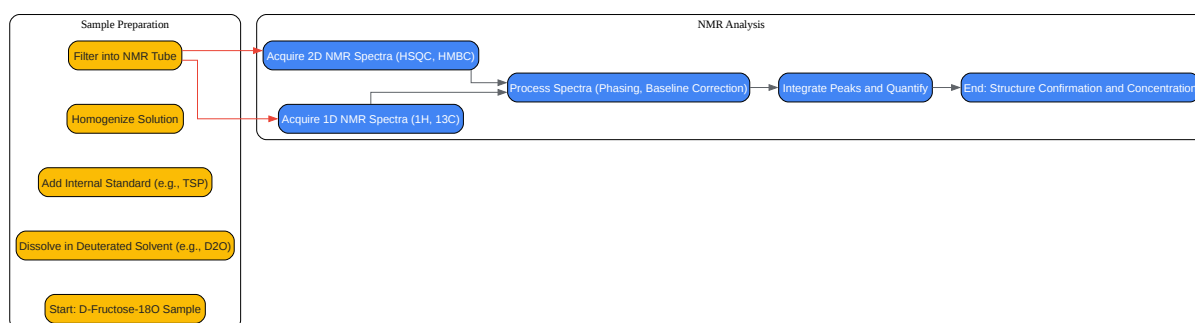 Sample Preparation
Filter into NMR Tube
Homogenize Solution
Add Internal Standard (e.g., TSP)
Dissolve in Deuterated Solvent (e.g., D2O)
Start: D-Fructose-18O Sample
NMR Analysis
Acquire 2D NMR Spectra (HSQC, HMBC)
Acquire 1D NMR Spectra (1H, 13C)
Process Spectra (Phasing, Baseline Correction)
Integrate Peaks and Quantify
End: Structure Confirmation and Concentration